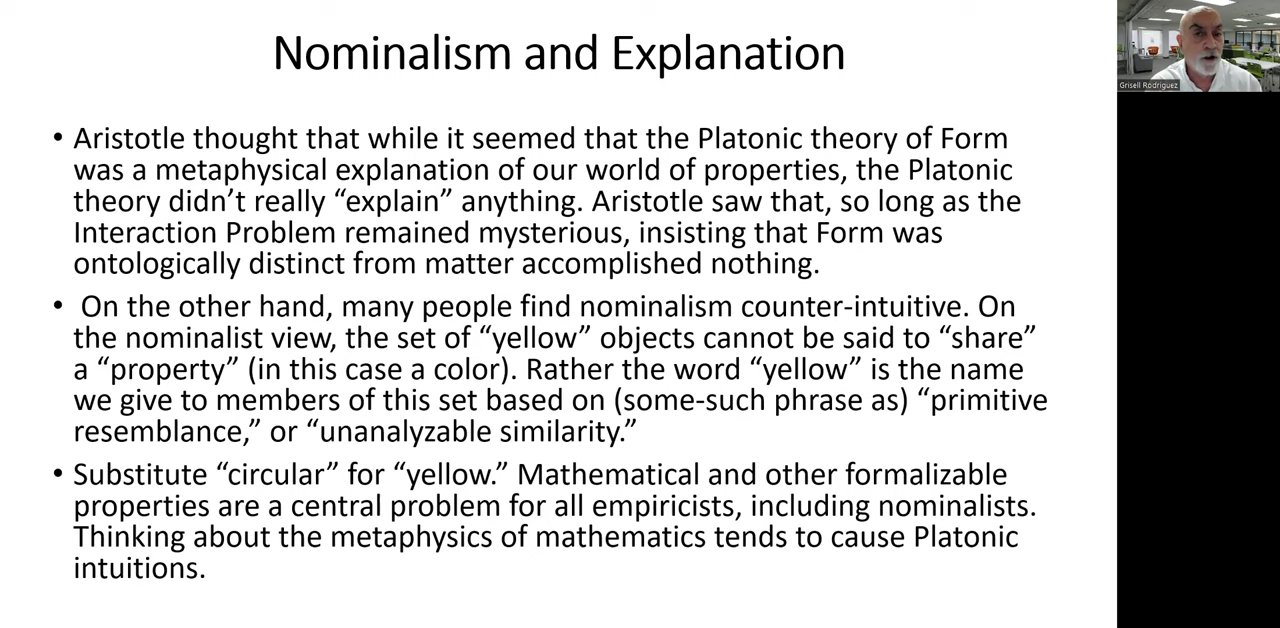 Nominalism and Explanation
• Aristotle thought that while it seemed that the Platonic theory of Form
was a metaphysical explanation of our world of properties, the Platonic
theory didn’t really “explain” anything. Aristotle saw that, so long as the
Interaction Problem remained mysterious, insisting that Form was
ontologically distinct from matter accomplished nothing.
• On the other hand, many people find nominalism counter-intuitive. On
the nominalist view, the set of “yellow” objects cannot be said to “share”
a “property” (in this case a color). Rather the word “yellow” is the name
we give to members of this set based on (some-such phrase as) “primitive
resemblance,” or “unanalyzable similarity.”
• Substitute “circular” for “yellow.” Mathematical and other formalizable
properties are a central problem for all empiricists, including nominalists.
Thinking about the metaphysics of mathematics tends to cause Platonic
intuitions.
Grisell Rodriguez